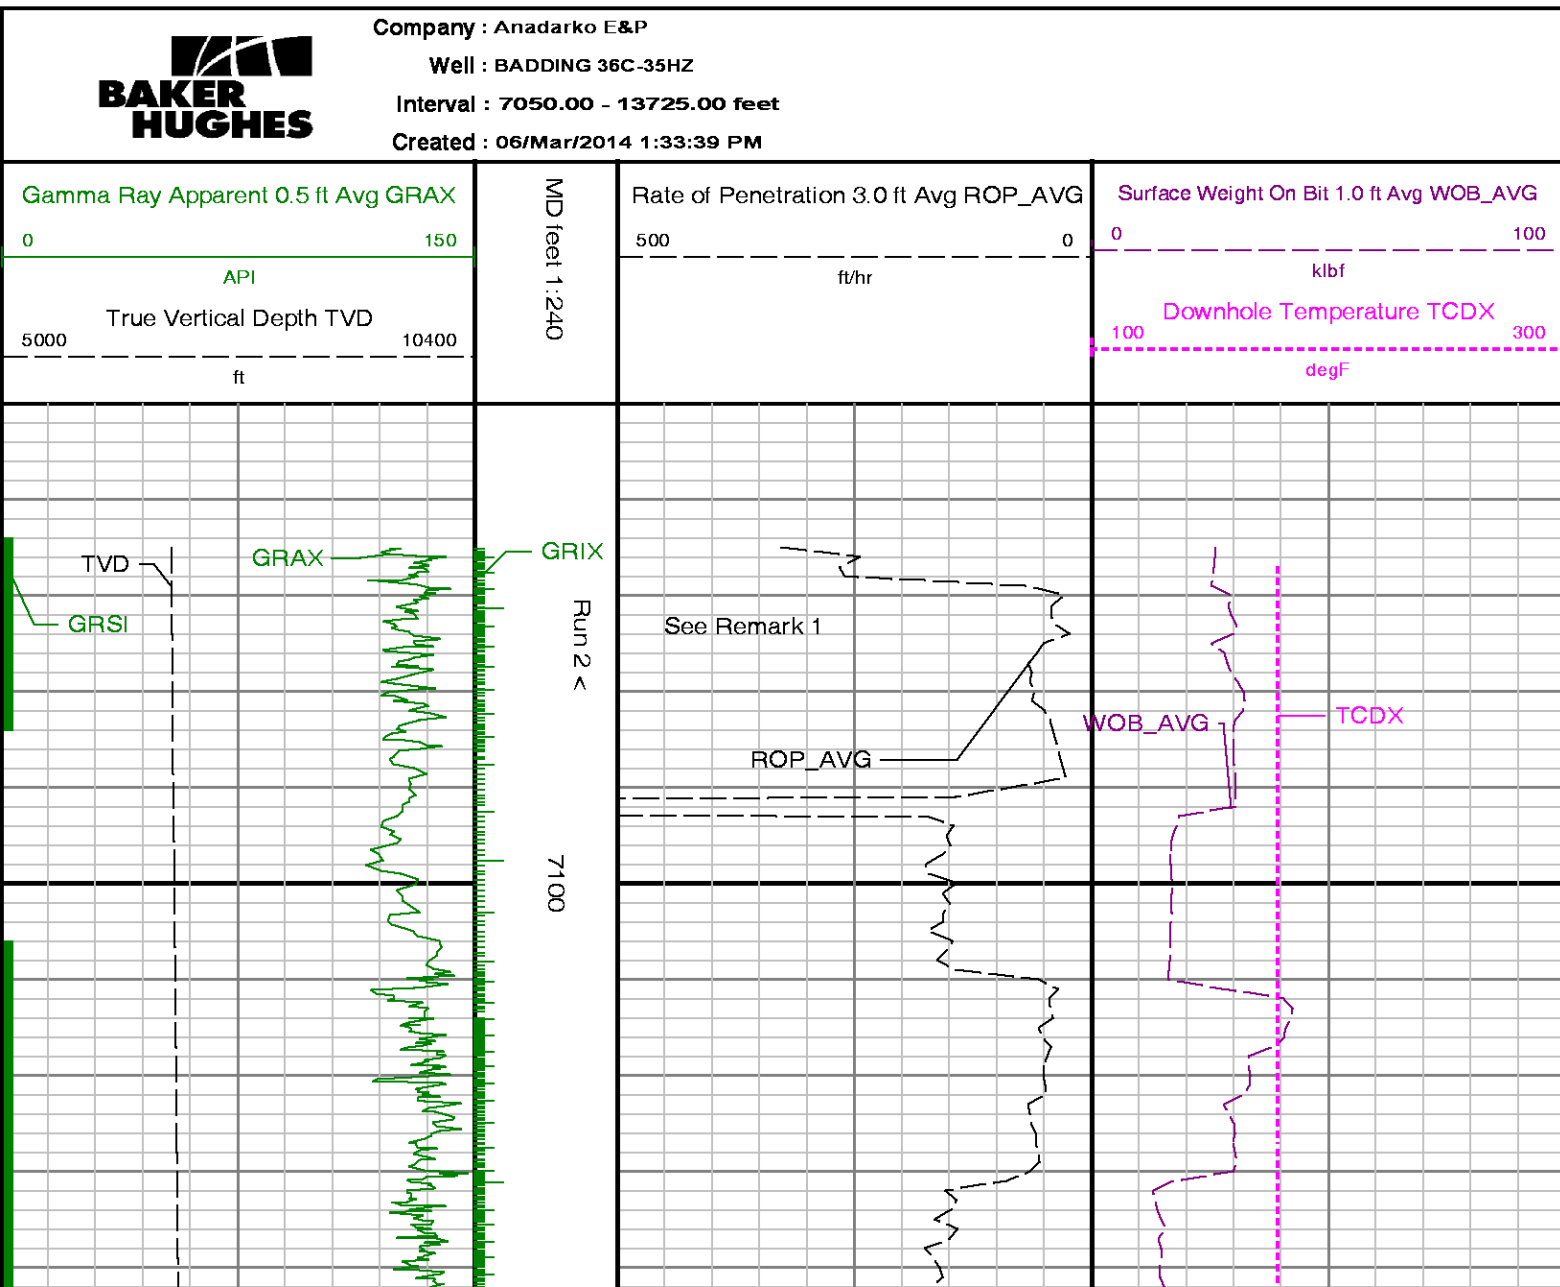 BAKER
HUGHES
Company : Anadarko E&P
Well : BADDING 36C-35HZ
Interval : 7050.00 - 13725.00 feet
Created : 06/Mar/2014 1:33:39 PM
Gamma Ray Apparent 0.5 ft Avg GRAX
0 150
API
True Vertical Depth TVD
5000 10400
ft
MD feet 1:240
Rate of Penetration 3.0 ft Avg ROP_AVG
500 0
ft/hr
Surface Weight On Bit 1.0 ft Avg WOB_AVG
0 100
klbf
Downhole Temperature TCDX
100 300
degF
TVD
GRAX
GRIX
GRSI
Run 2 <
See Remark 1
ROP_AVG
WOB_AVG
TCDX
7100